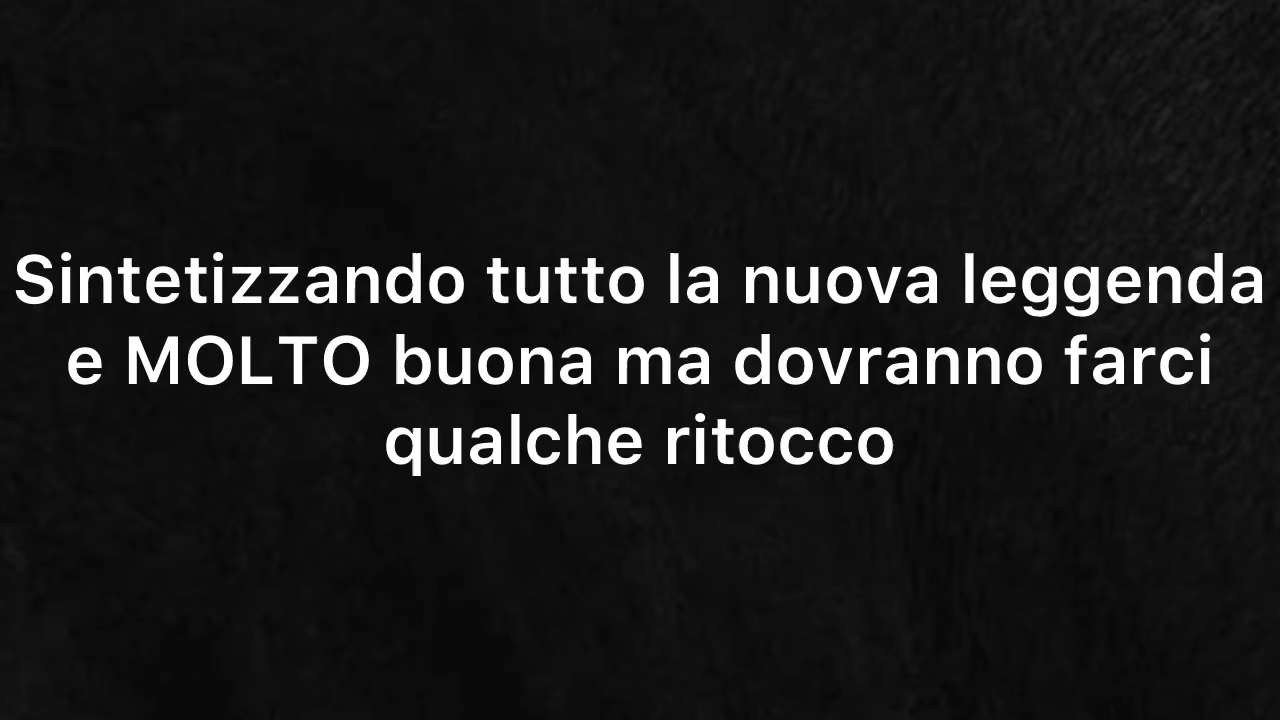 Sintetizzando tutto la nuova leggenda
e MOLTO buona ma dovranno farci
qualche ritocco